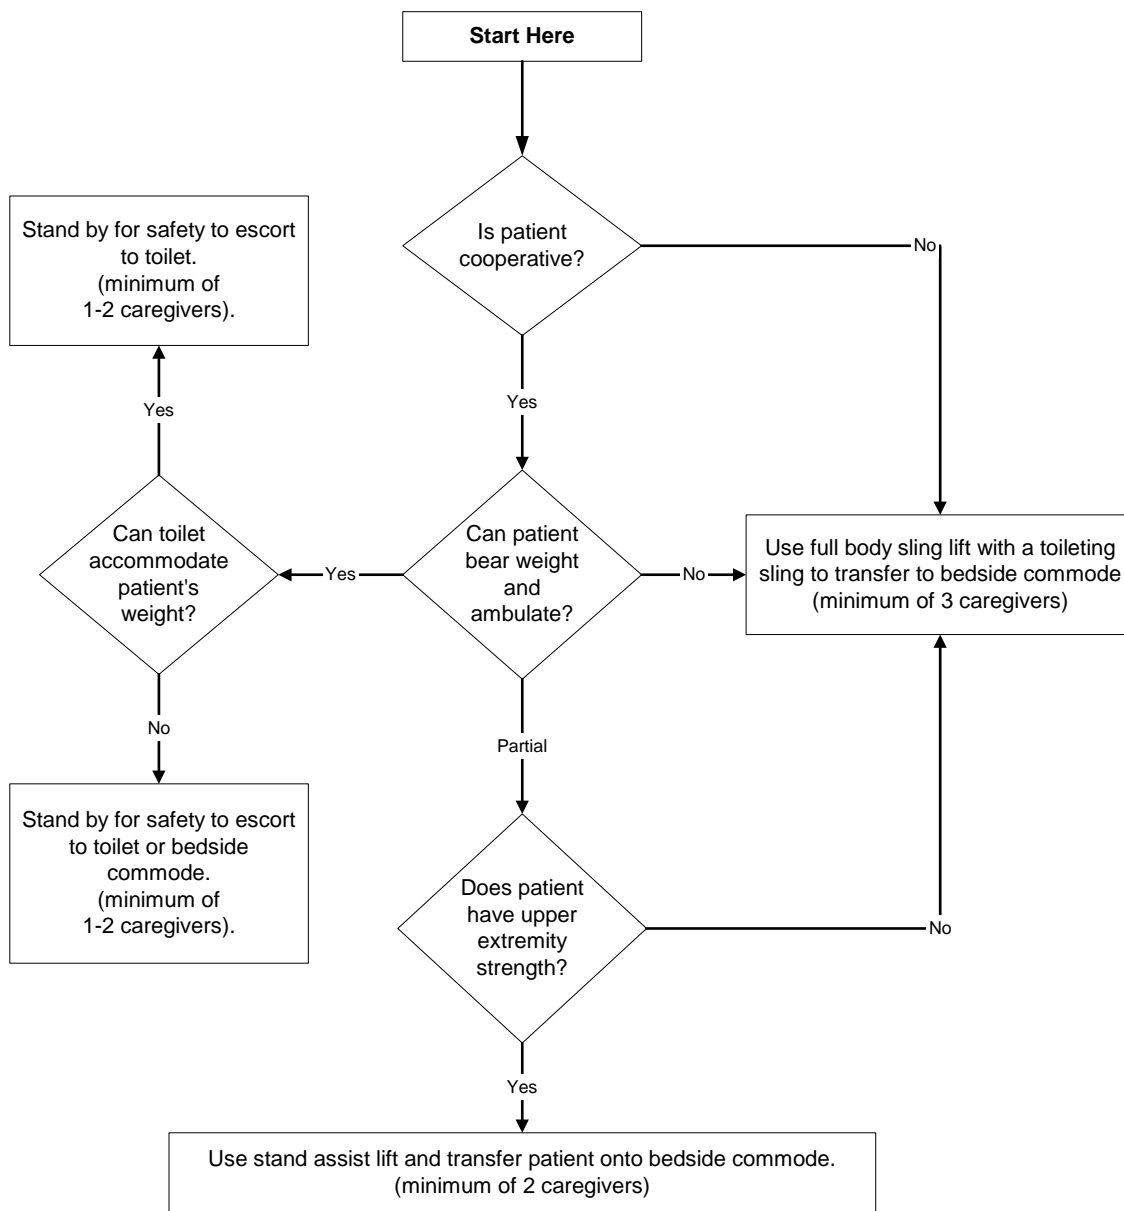 Start Here
Is patient
cooperative?
No
Yes
Stand by for safety to escort
to toilet.
(minimum of
1-2 caregivers).
Yes
Can toilet
accommodate
patient's
weight?
Yes
Can patient
bear weight
and
ambulate?
No
Use full body sling lift with a toileting
sling to transfer to bedside commode
(minimum of 3 caregivers)
No
Partial
Stand by for safety to escort
to toilet or bedside
commode.
(minimum of
1-2 caregivers).
Does patient
have upper
extremity
strength?
No
Yes
Use stand assist lift and transfer patient onto bedside commode.
(minimum of 2 caregivers)